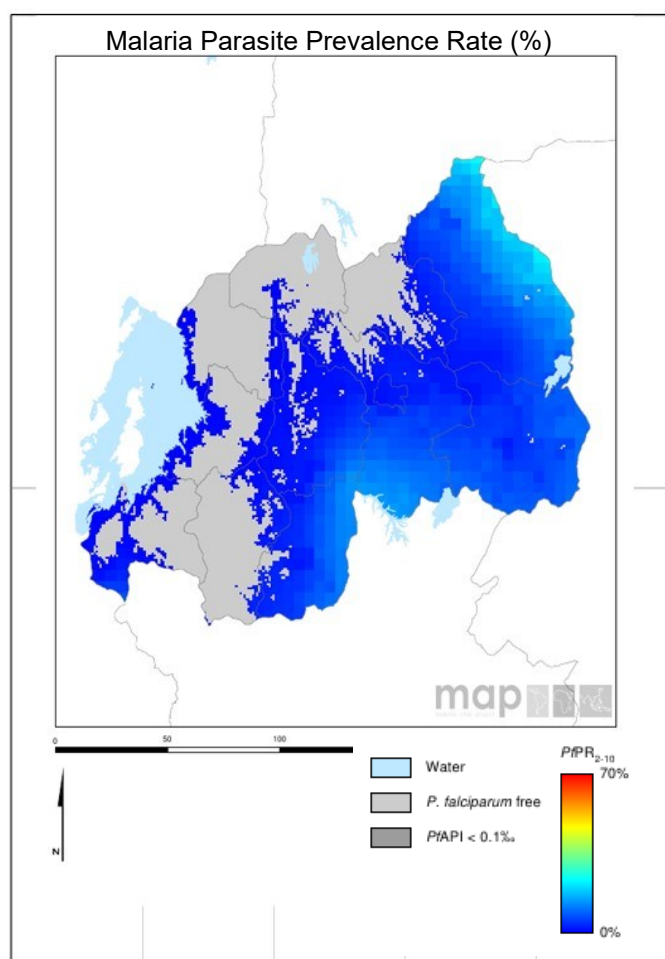 Malaria Parasite Prevalence Rate (%)
map
0 50 100
Water
P. falciparum free
PfAPI < 0.1‰
N
PfPR2-10
70%
0%